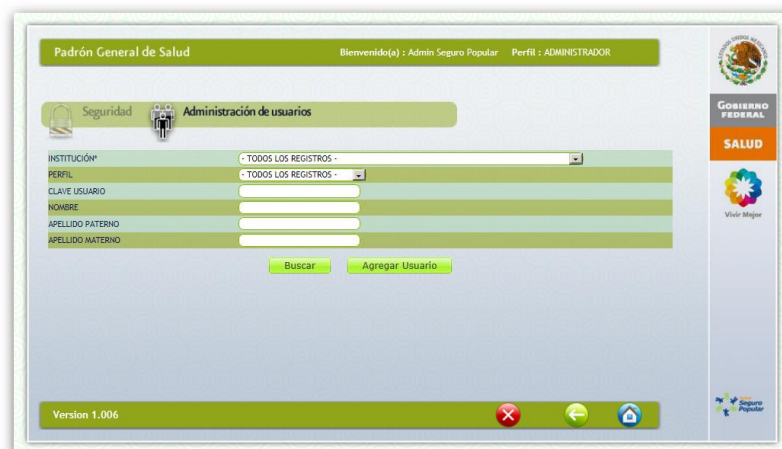 Padrón General de Salud
Bienvenido(a) : Admin Seguro Popular Perfil : ADMINISTRADOR
Seguridad
Administración de usuarios
INSTITUCIÓN* - TODOS LOS REGISTROS -
PERFIL - TODOS LOS REGISTROS -
CLAVE USUARIO
NOMBRE
APELLIDO PATERNO
APELLIDO MATERNO
Buscar Agregar Usuario
Version 1.006
GOBIERNO
FEDERAL
SALUD
Vivir Mejor
Seguro
Popular